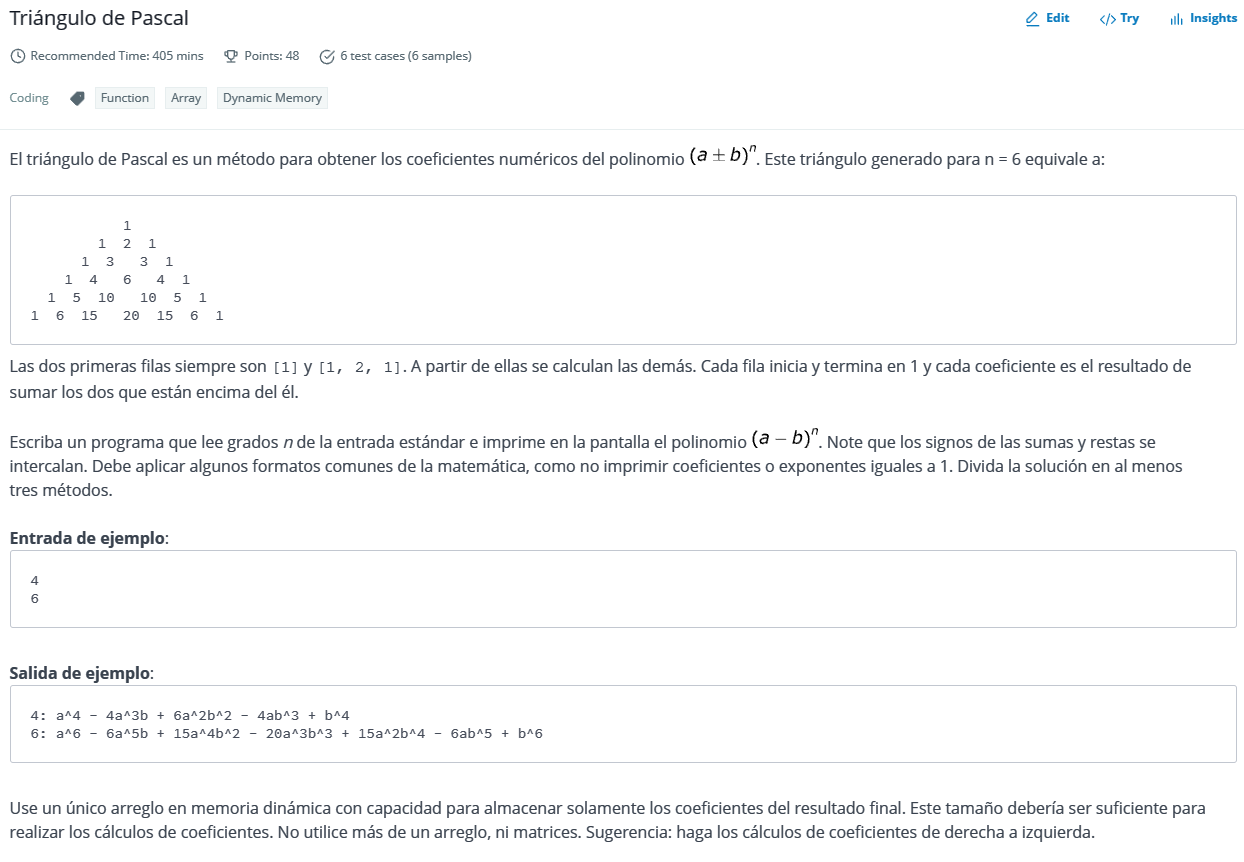 Triángulo de Pascal
Edit
</> Try
Insights
Recommended Time: 405 mins
Points: 48
6 test cases (6 samples)
Coding
Function
Array
Dynamic Memory
El triángulo de Pascal es un método para obtener los coeficientes numéricos del polinomio (a ± b)^n. Este triángulo generado para n = 6 equivale a:
1
1 2 1
1 3 3 1
1 4 6 4 1
1 5 10 10 5 1
1 6 15 20 15 6 1
Las dos primeras filas siempre son [1] y [1, 2, 1]. A partir de ellas se calculan las demás. Cada fila inicia y termina en 1 y cada coeficiente es el resultado de
sumar los dos que están encima del él.
Escriba un programa que lee grados n de la entrada estándar e imprime en la pantalla el polinomio (a − b)^n. Note que los signos de las sumas y restas se
intercalan. Debe aplicar algunos formatos comunes de la matemática, como no imprimir coeficientes o exponentes iguales a 1. Divida la solución en al menos
tres métodos.
Entrada de ejemplo:
4
6
Salida de ejemplo:
4: a^4 - 4a^3b + 6a^2b^2 - 4ab^3 + b^4
6: a^6 - 6a^5b + 15a^4b^2 - 20a^3b^3 + 15a^2b^4 - 6ab^5 + b^6
Use un único arreglo en memoria dinámica con capacidad para almacenar solamente los coeficientes del resultado final. Este tamaño debería ser suficiente para
realizar los cálculos de coeficientes. No utilice más de un arreglo, ni matrices. Sugerencia: haga los cálculos de coeficientes de derecha a izquierda.